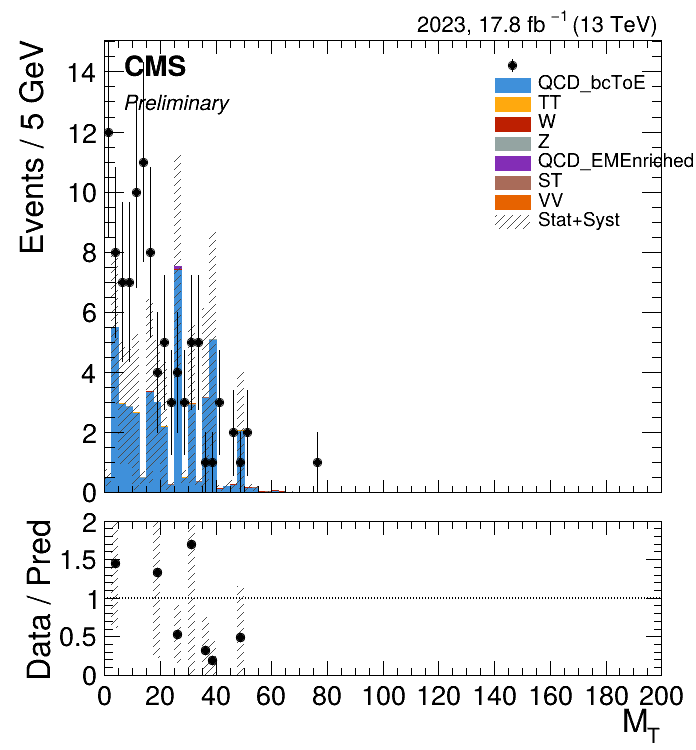 2023, 17.8 fb⁻¹ (13 TeV)
CMS
Preliminary
Events / 5 GeV
14
12
10
8
6
4
2
0
QCD_bcToE
TT
W
Z
QCD_EMEnriched
ST
VV
Stat+Syst
Data / Pred
2
1.5
1
0.5
0
0 20 40 60 80 100 120 140 160 180 200
M_T